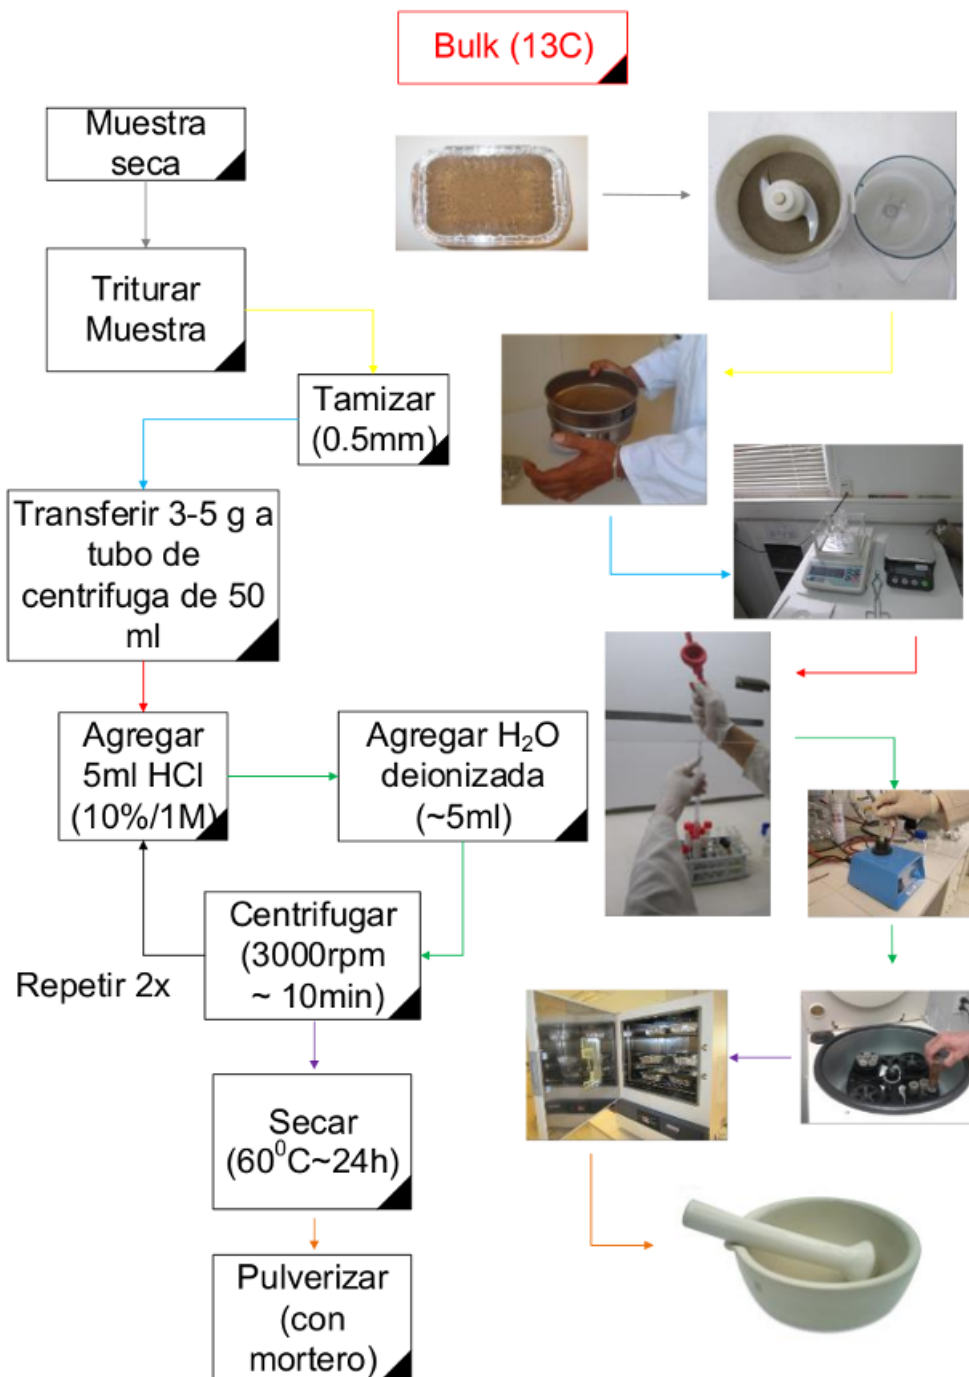 Bulk (13C)
Muestra
seca
Triturar
Muestra
Tamizar
(0.5mm)
Transferir 3-5 g a
tubo de
centrifuga de 50
ml
Agregar
5ml HCl
(10%/1M)
Agregar H₂O
deionizada
(~5ml)
Centrifugar
(3000rpm
~ 10min)
Repetir 2x
Secar
(60⁰C~24h)
Pulverizar
(con
mortero)